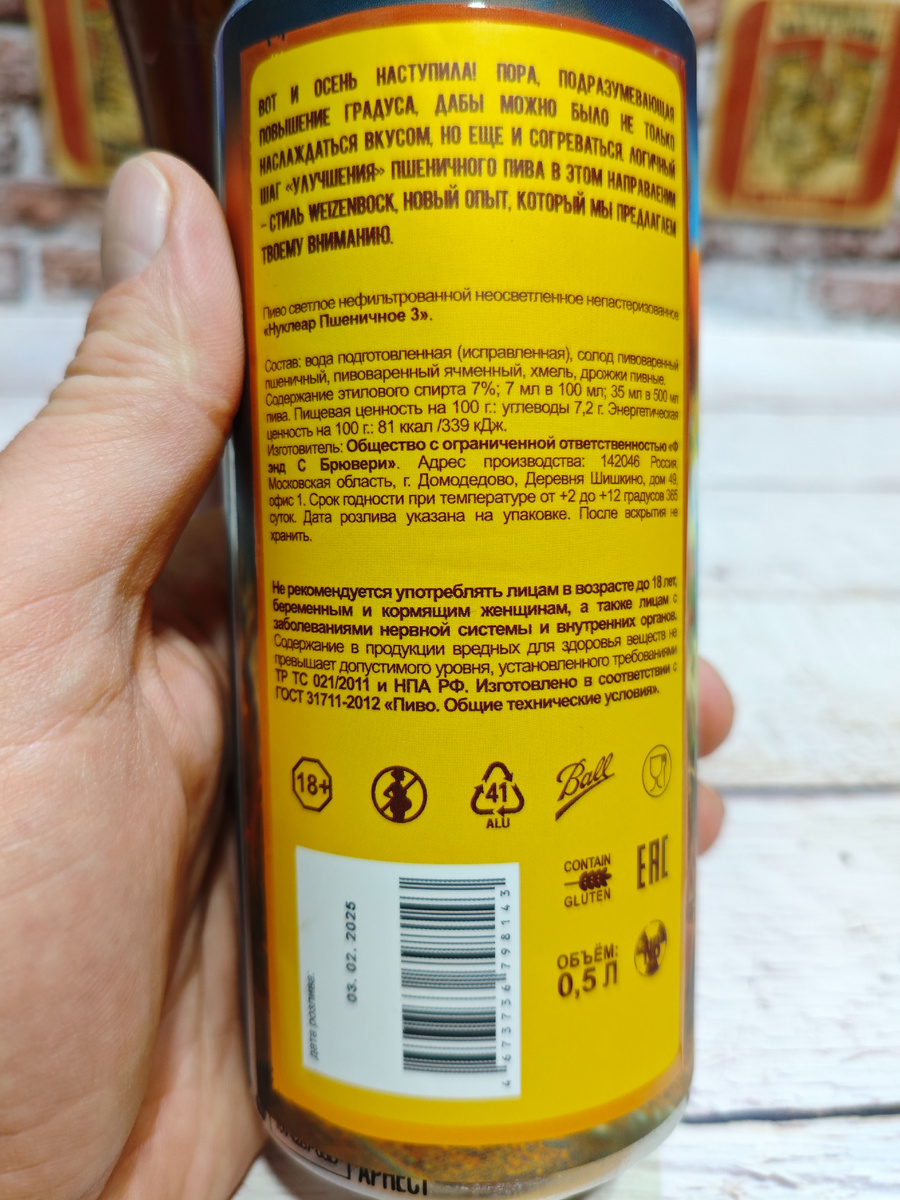 ВОТ И ОСЕНЬ НАСТУПИЛА! ПОРА, ПОДРАЗУМЕВАЮЩАЯ
ПОВЫШЕНИЕ ГРАДУСА, ДАБЫ МОЖНО БЫЛО НЕ ТОЛЬКО
НАСЛАЖДАТЬСЯ ВКУСОМ, НО ЕЩЕ И СОГРЕВАТЬСЯ. ЛОГИЧНЫЙ
ШАГ «УЛУЧШЕНИЯ» ПШЕНИЧНОГО ПИВА В ЭТОМ НАПРАВЛЕНИИ
- СТИЛЬ WEIZENBOCK, НОВЫЙ ОПЫТ, КОТОРЫЙ МЫ ПРЕДЛАГАЕМ
ТВОЕМУ ВНИМАНИЮ.
Пиво светлое нефильтрованной неосветленное непастеризованное
«Нуклеар Пшеничное 3».
Состав: вода подготовленная (исправленная), солод пивоваренный
пшеничный, пивоваренный ячменный, хмель, дрожжи пивные.
Содержание этилового спирта 7%; 7 мл в 100 мл; 35 мл в 500 мл
пива. Пищевая ценность на 100 г.: углеводы 7,2 г. Энергетическая
ценность на 100 г.: 81 ккал /339 кДж.
Изготовитель: Общество с ограниченной ответственностью «Ф
энд С Брювери». Адрес производства: 142046 Россия,
Московская область, г. Домодедово, Деревня Шишкино, дом 49,
офис 1. Срок годности при температуре от +2 до +12 градусов 365
суток. Дата розлива указана на упаковке. После вскрытия не
хранить.
Не рекомендуется употреблять лицам в возрасте до 18 лет,
беременным и кормящим женщинам, а также лицам с
заболеваниями нервной системы и внутренних органов.
Содержание в продукции вредных для здоровья веществ не
превышает допустимого уровня, установленного требованиями
ТР ТС 021/2011 и НПА РФ. Изготовлено в соответствии с
ГОСТ 31711-2012 «Пиво. Общие технические условия».
18+
41
ALU
Ball
CONTAIN
GLUTEN
EAC
ОБЪЁМ:
0,5 Л
дата розлива:
03. 02. 2025
4 673736 798143
АРНЕСТ